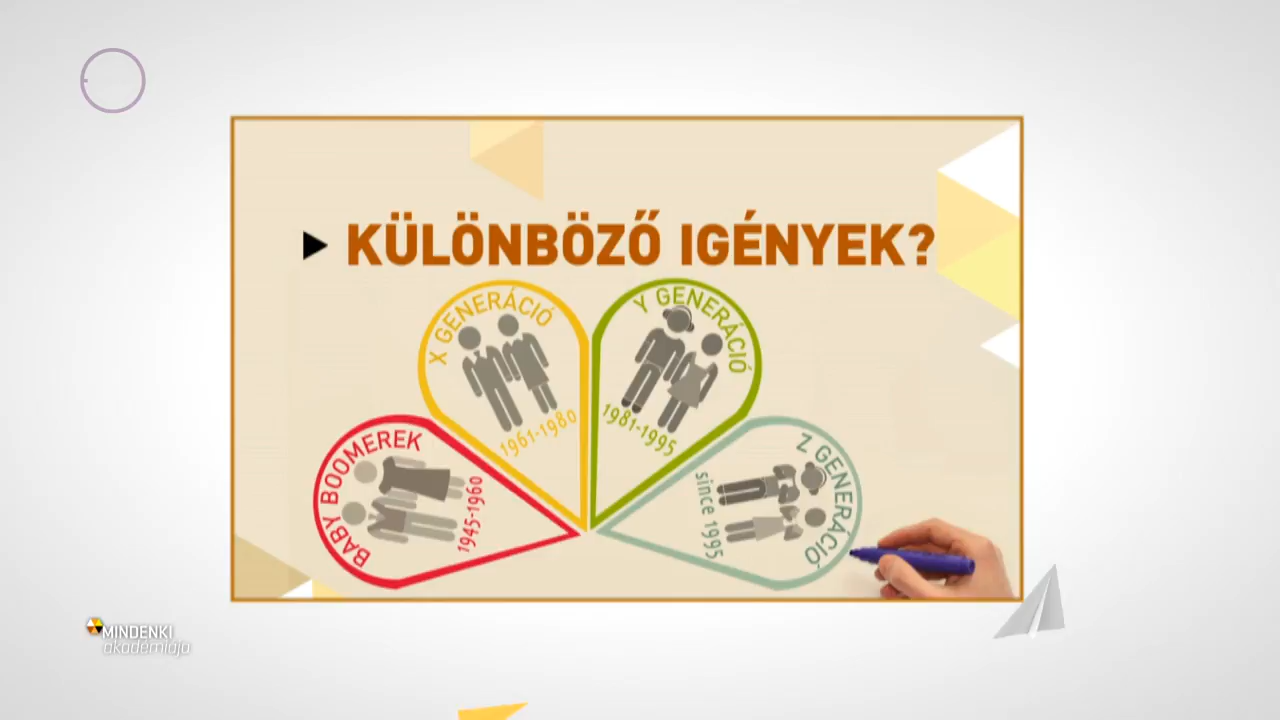 KÜLÖNBÖZŐ IGÉNYEK?
BABY BOOMEREK
1945-1960
X GENERÁCIÓ
1961-1980
Y GENERÁCIÓ
1981-1995
Z GENERÁCIÓ
since 1995
MINDENKI
akadémiája